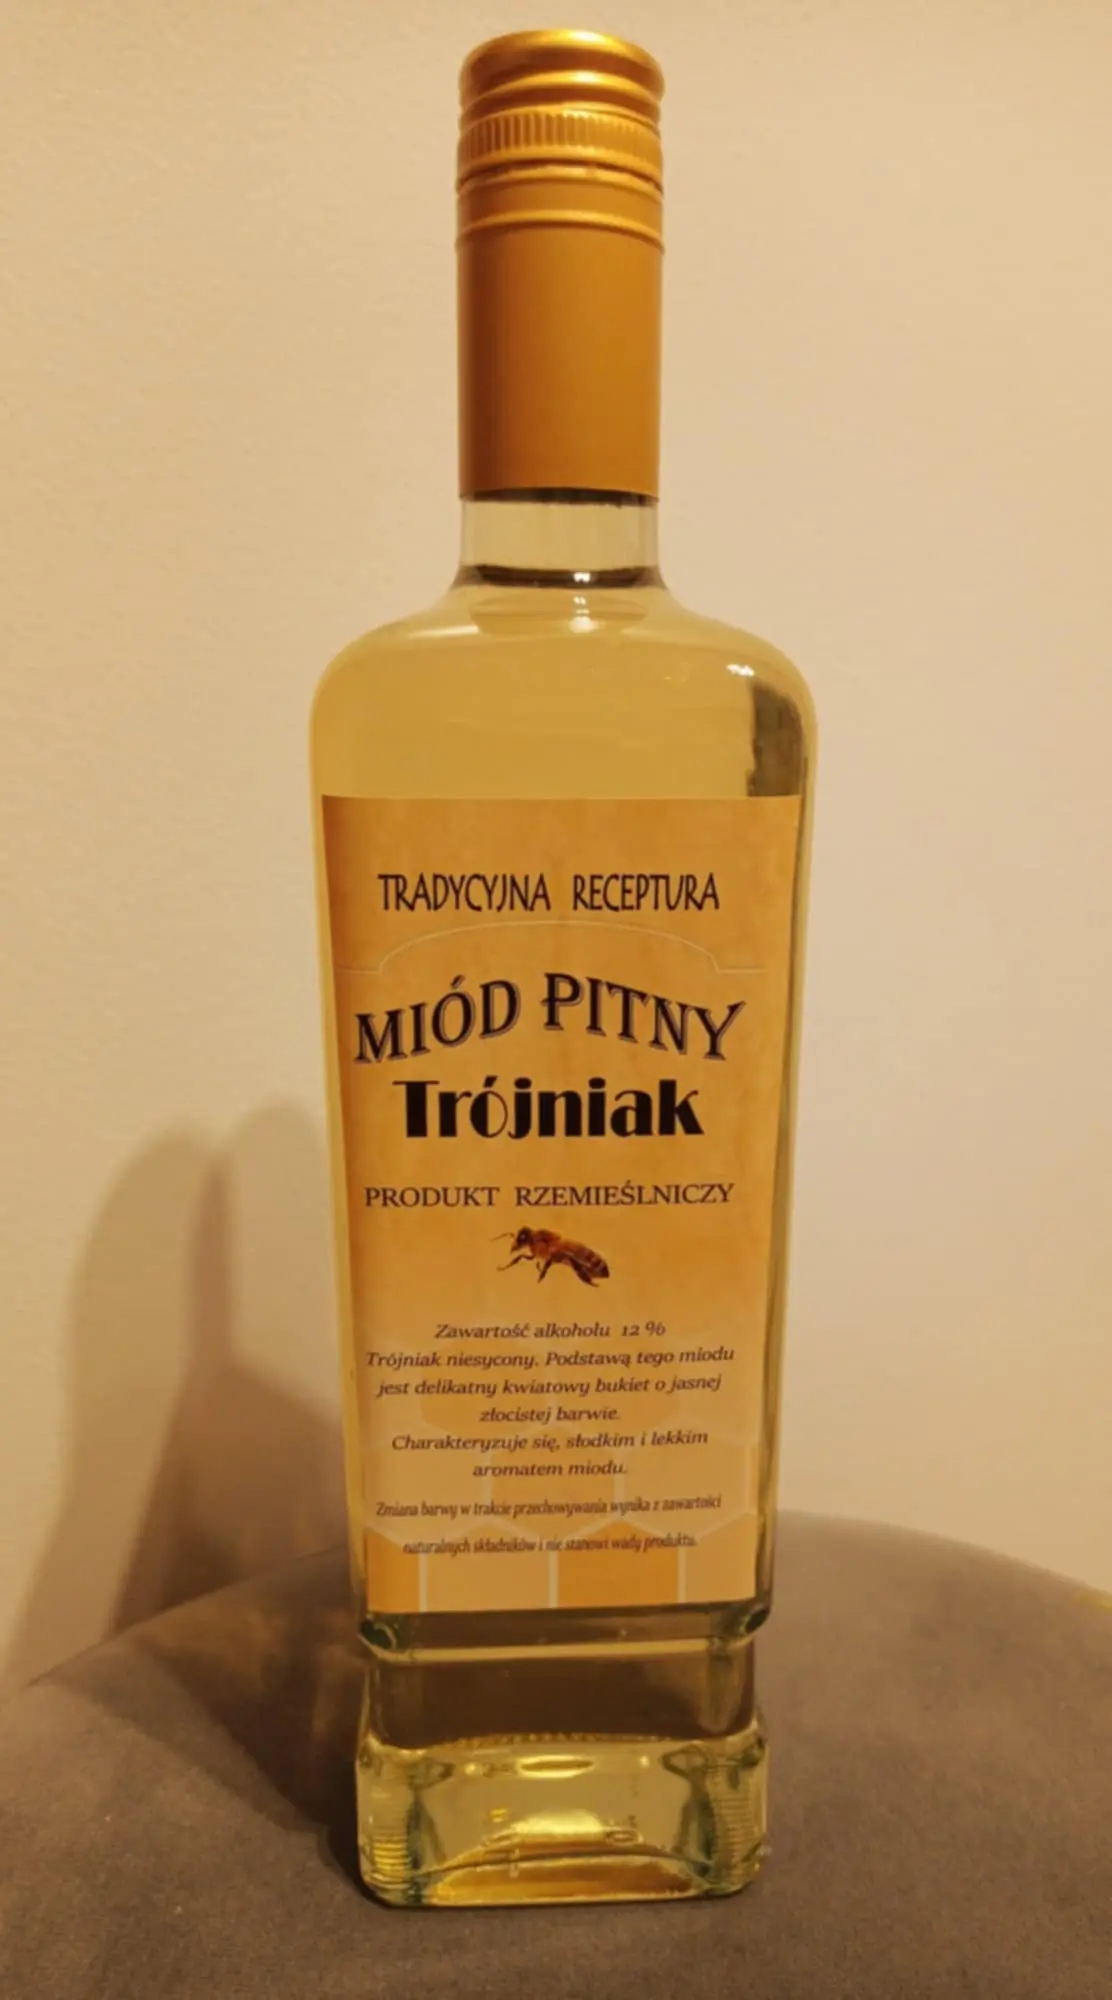 TRADYCYJNA RECEPTURA
MIÓD PITNY
Trójniak
PRODUKT RZEMIEŚLNICZY
Zawartość alkoholu 12 %
Trójniak niesycony. Podstawą tego miodu
jest delikatny kwiatowy bukiet o jasnej
złocistej barwie.
Charakteryzuje się, słodkim i lekkim
aromatem miodu.
Zmiana barwy w trakcie przechowywania wynika z zawartości
naturalnych składników i nie stanowi wady produktu.